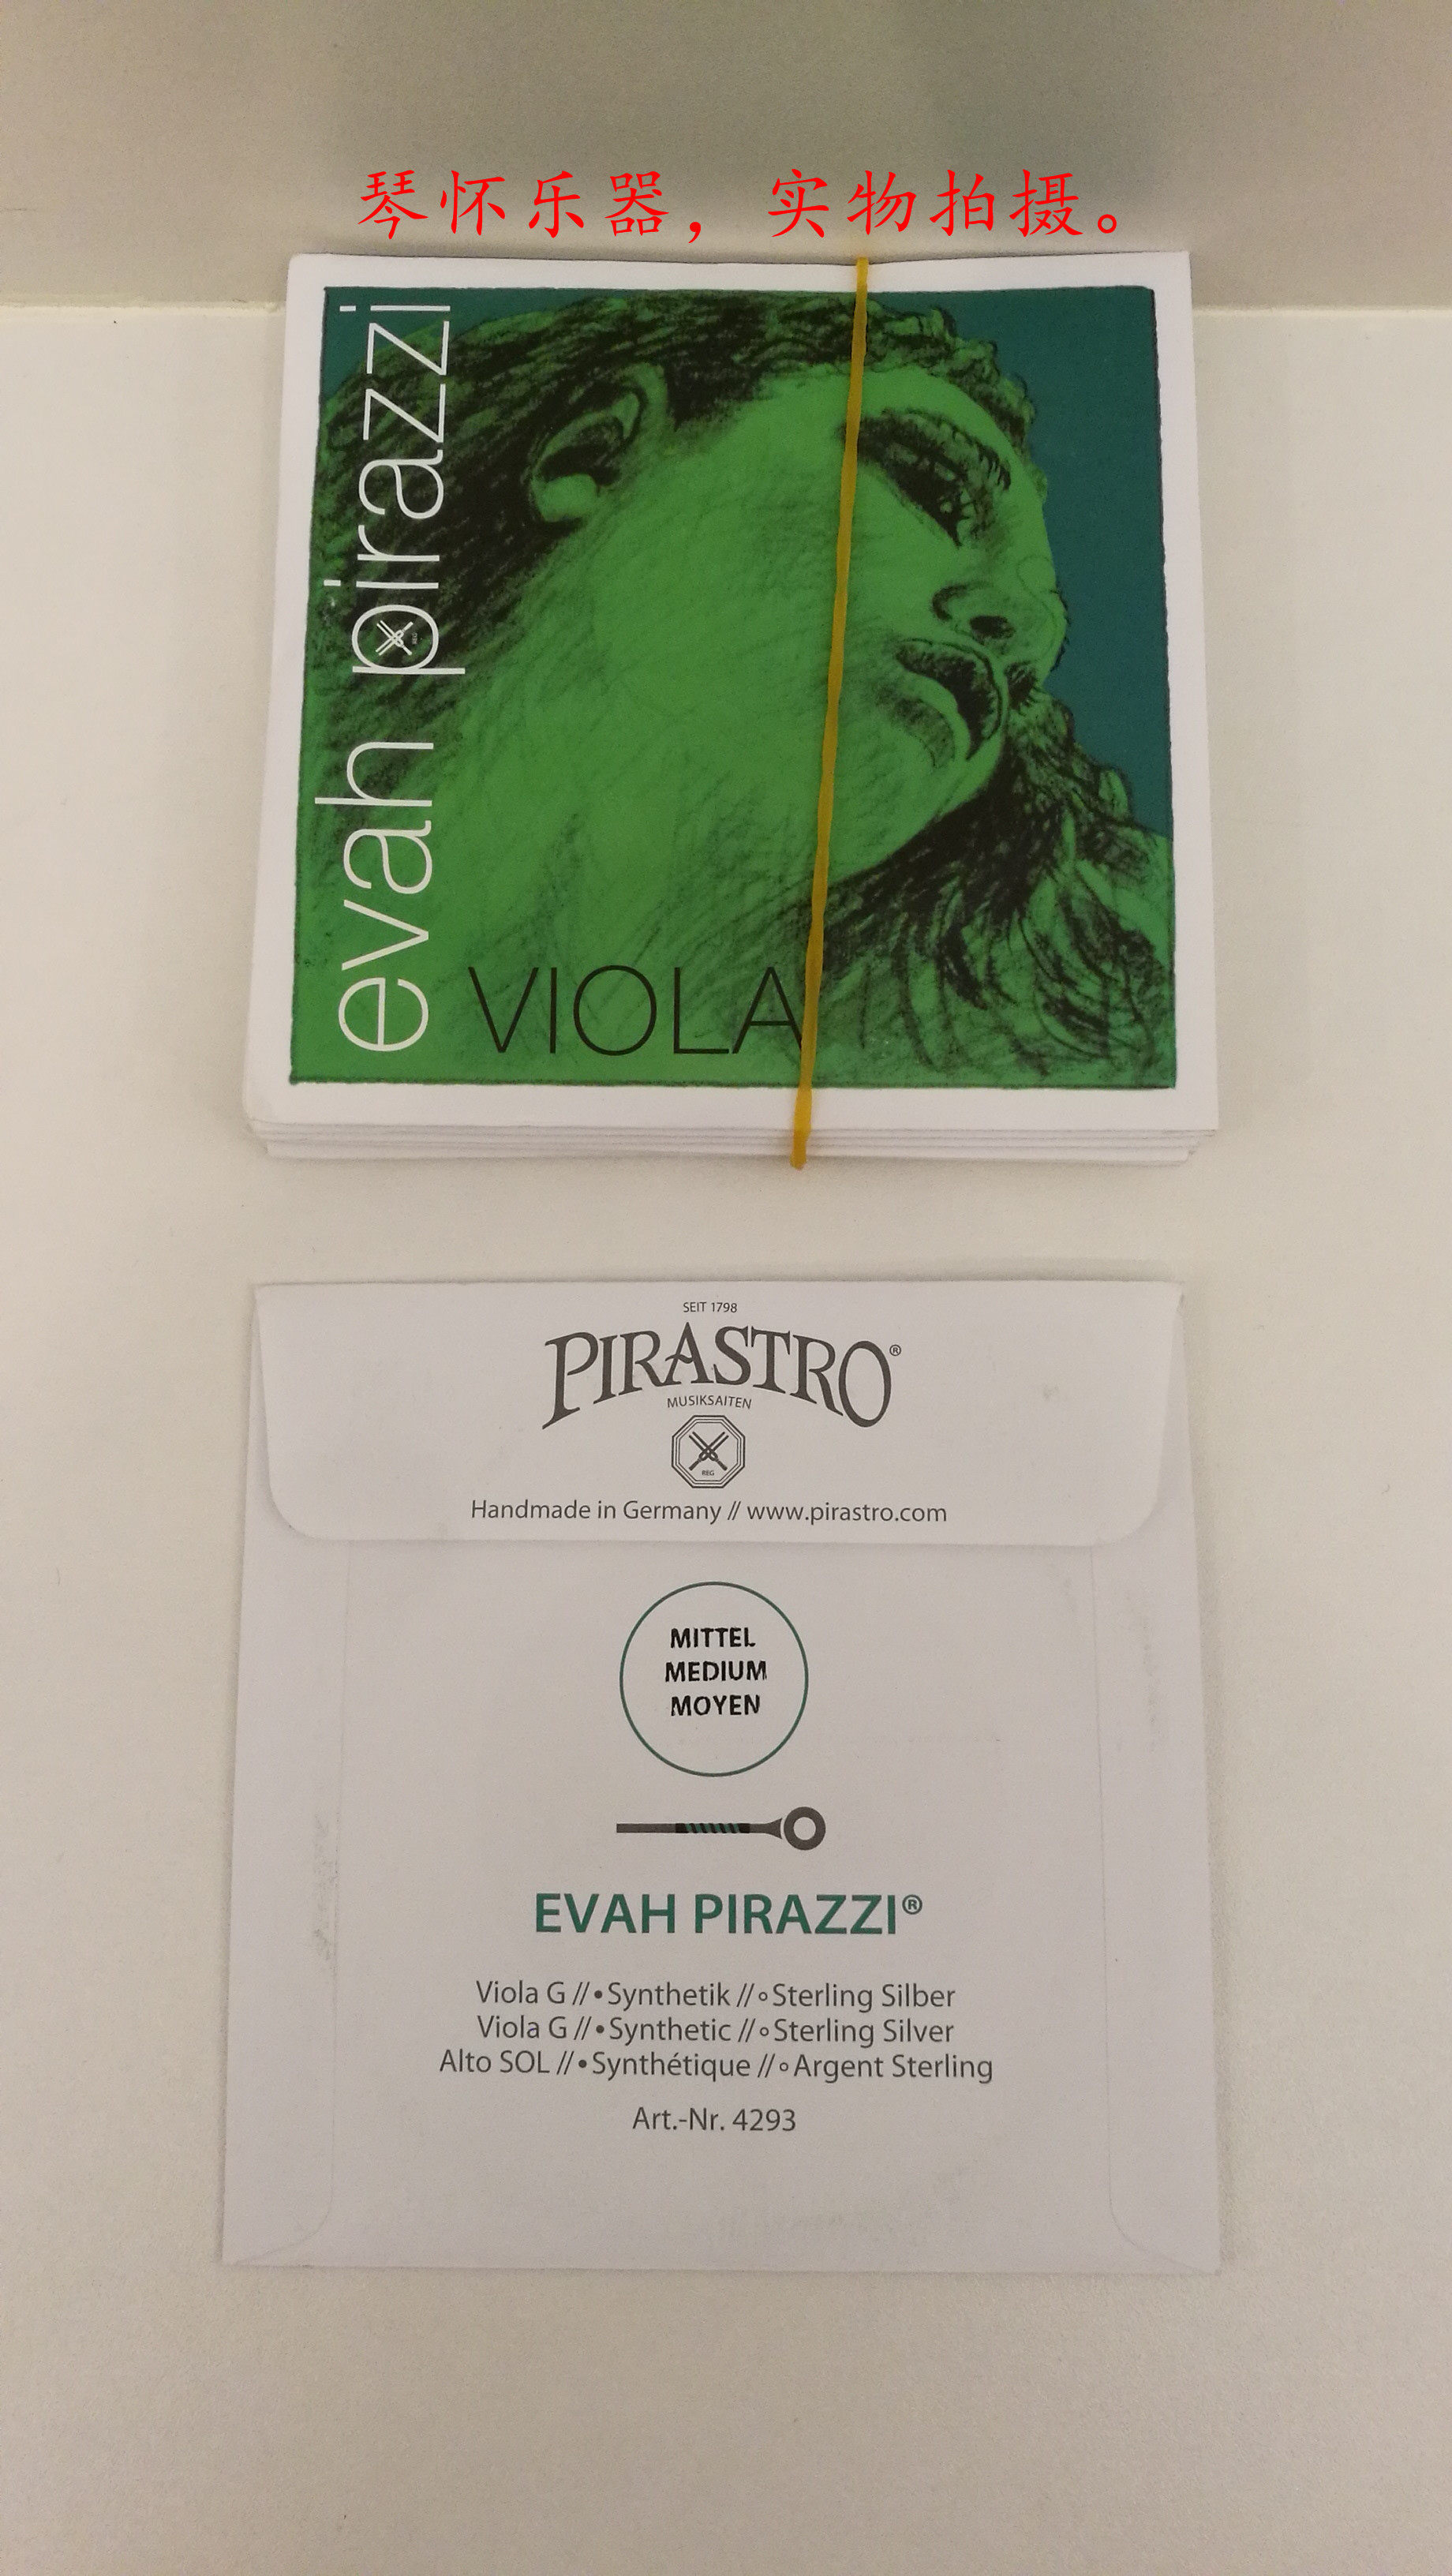 琴怀乐器，实物拍摄。
evah pirazzi
VIOLA
SEIT 1798
PIRASTRO®
MUSIKSAITEN
REG
Handmade in Germany // www.pirastro.com
MITTEL
MEDIUM
MOYEN
EVAH PIRAZZI®
Viola G //•Synthetik //∘Sterling Silber
Viola G //•Synthetic //∘Sterling Silver
Alto SOL //•Synthétique //∘Argent Sterling
Art.-Nr. 4293